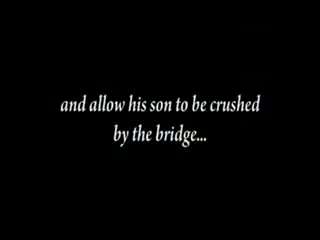 and allow his son to be crushed
by the bridge...